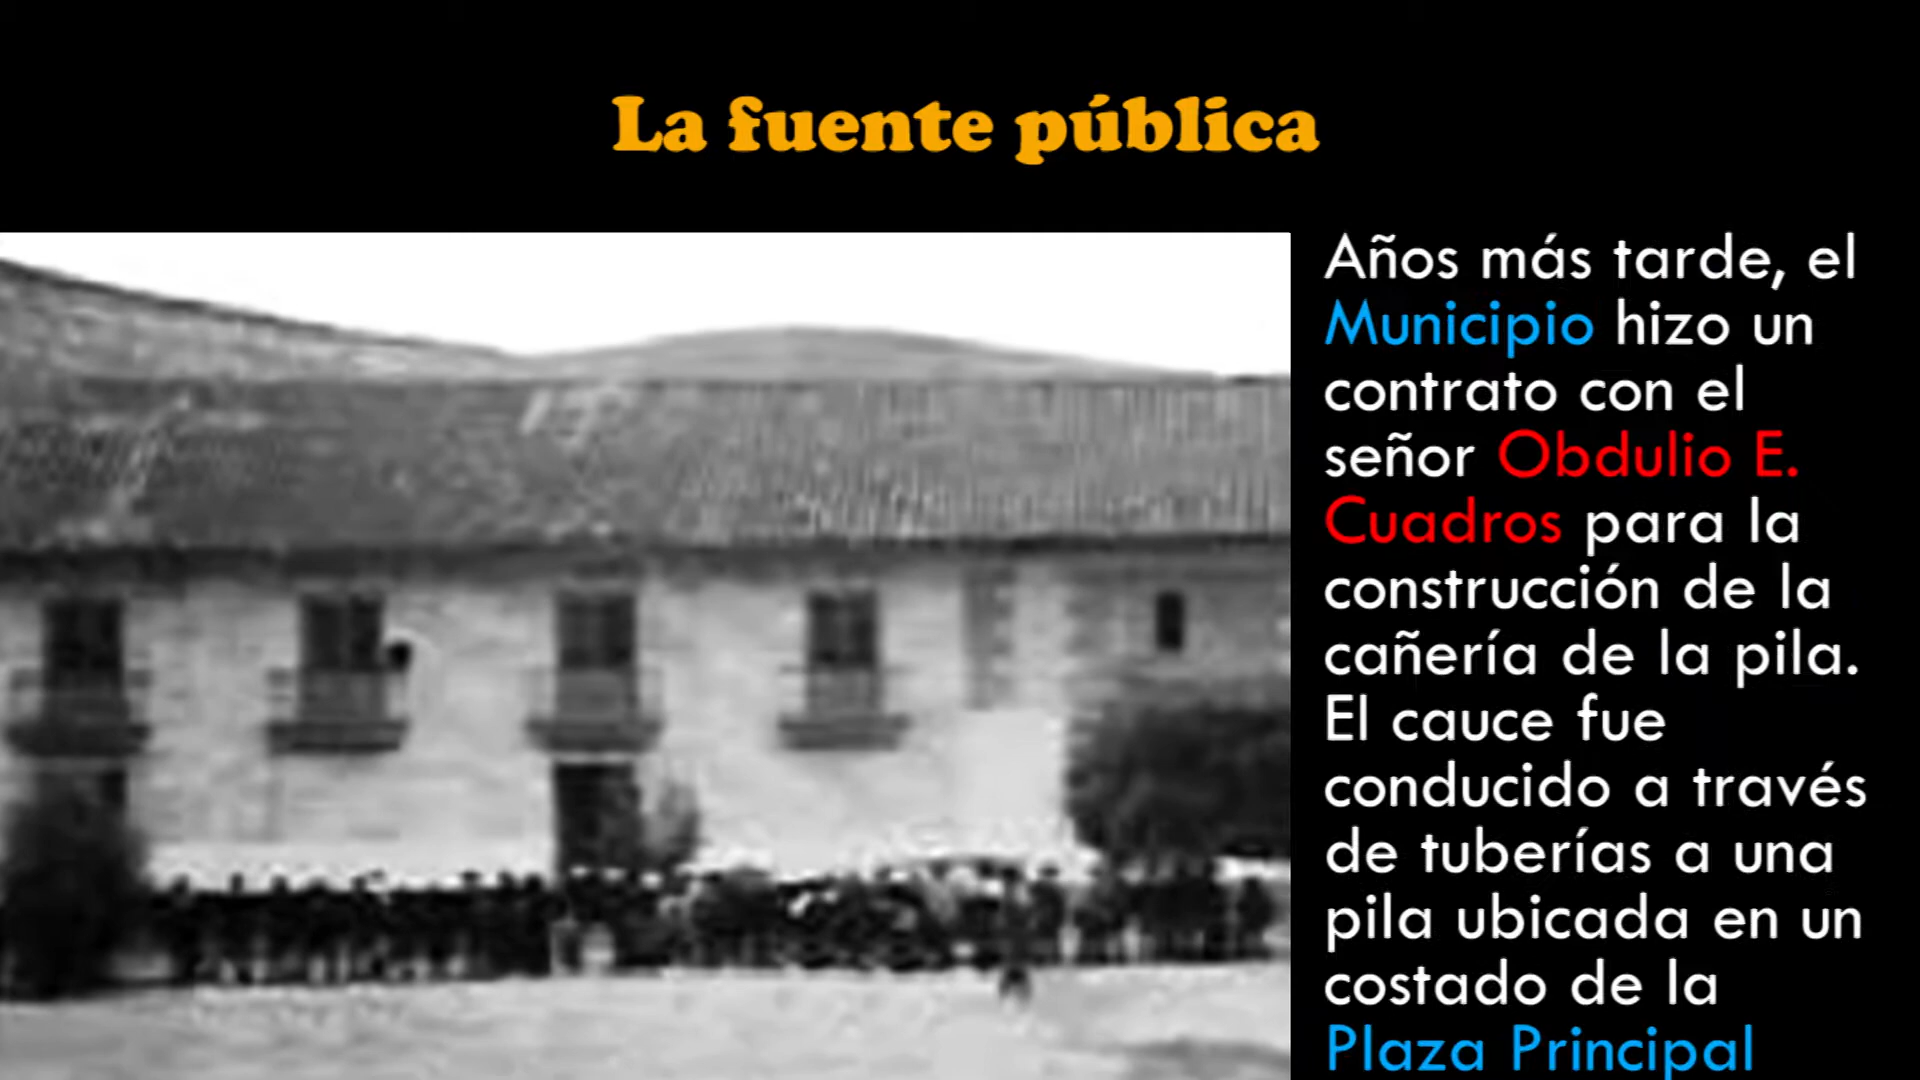 La fuente pública
Años más tarde, el
Municipio hizo un
contrato con el
señor Obdulio E.
Cuadros para la
construcción de la
cañería de la pila.
El cauce fue
conducido a través
de tuberías a una
pila ubicada en un
costado de la
Plaza Principal